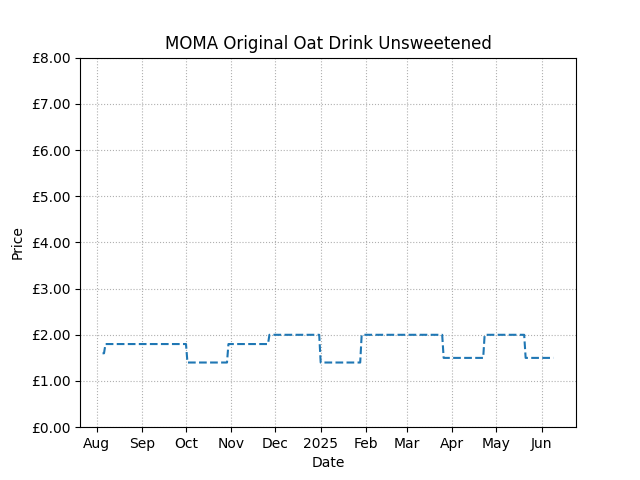 MOMA Original Oat Drink Unsweetened
£8.00
£7.00
£6.00
£5.00
£4.00
£3.00
£2.00
£1.00
£0.00
Price
Aug Sep Oct Nov Dec 2025 Feb Mar Apr May Jun
Date